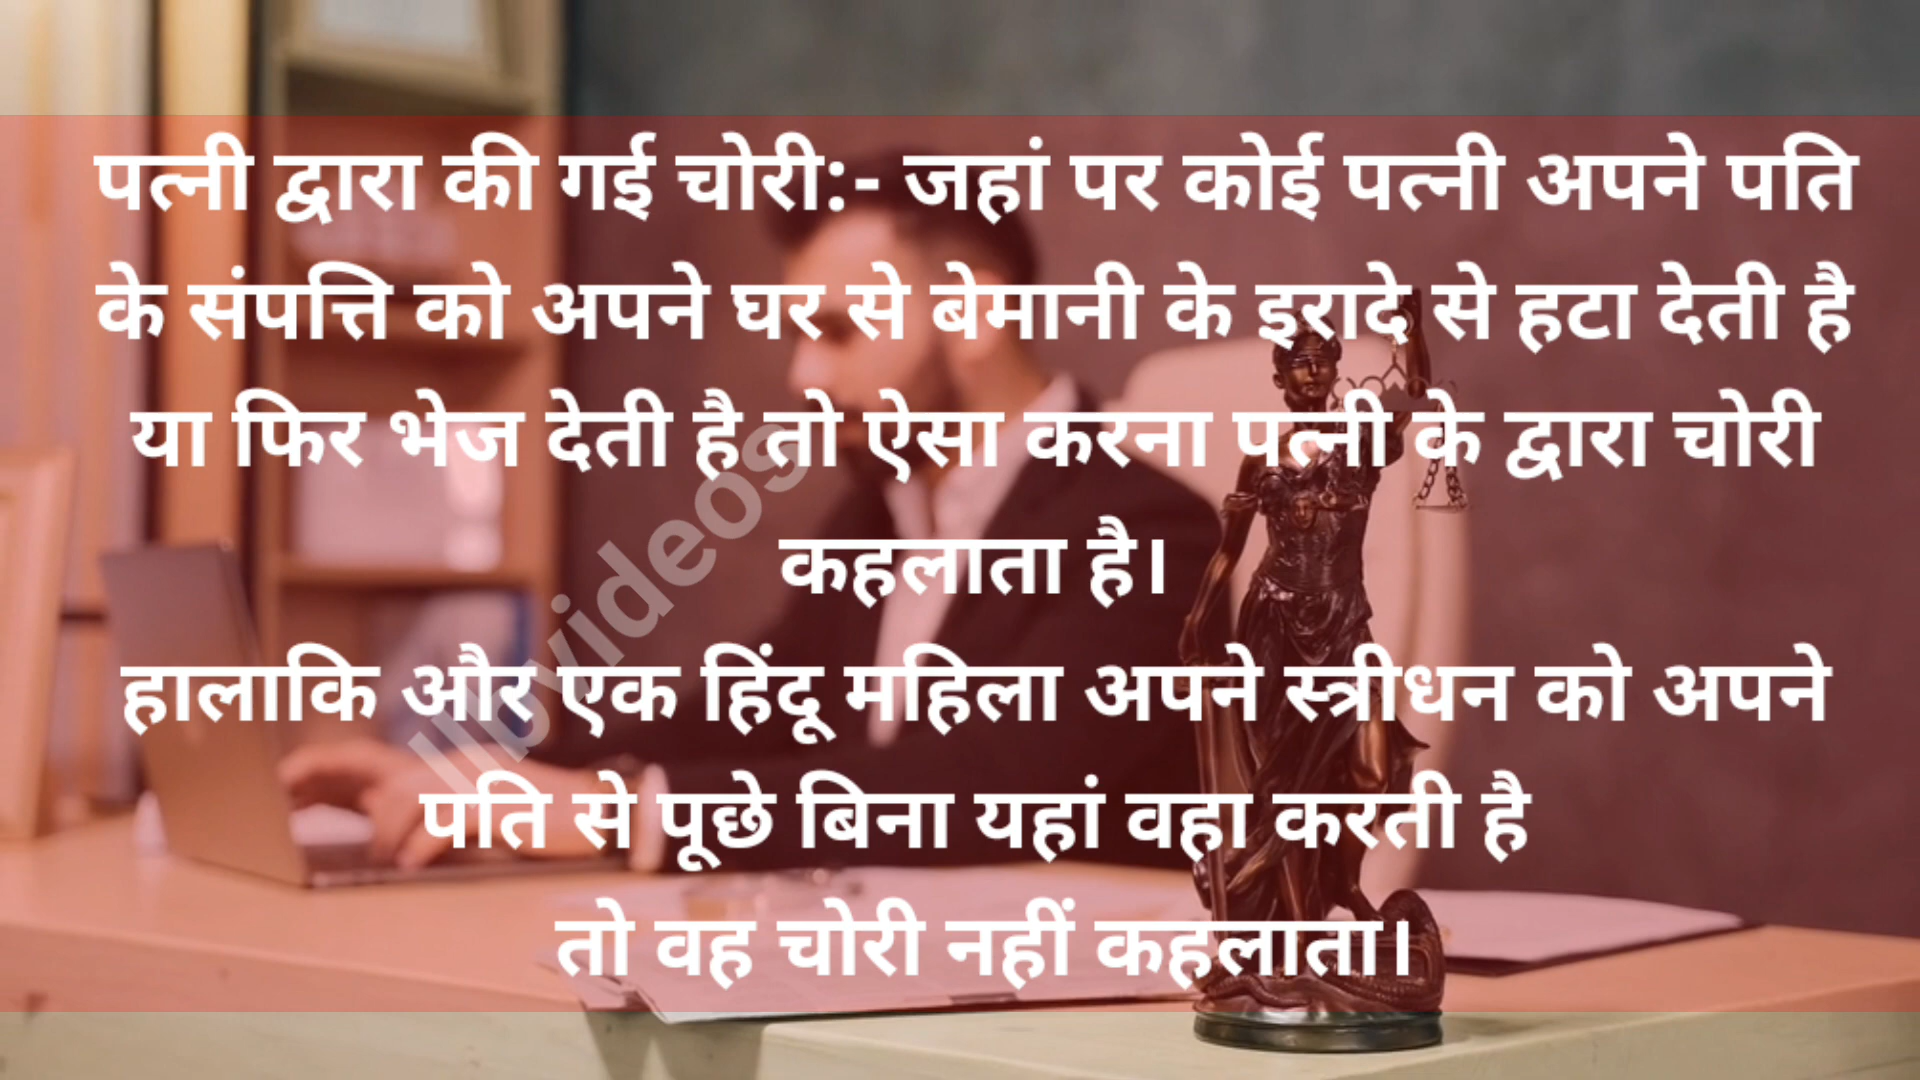 पत्नी द्वारा की गई चोरी:- जहां पर कोई पत्नी अपने पति
के संपत्ति को अपने घर से बेमानी के इरादे से हटा देती है
या फिर भेज देती है तो ऐसा करना पत्नी के द्वारा चोरी
कहलाता है।
हालाकि और एक हिंदू महिला अपने स्त्रीधन को अपने
पति से पूछे बिना यहां वहा करती है
तो वह चोरी नहीं कहलाता।
llbvideos